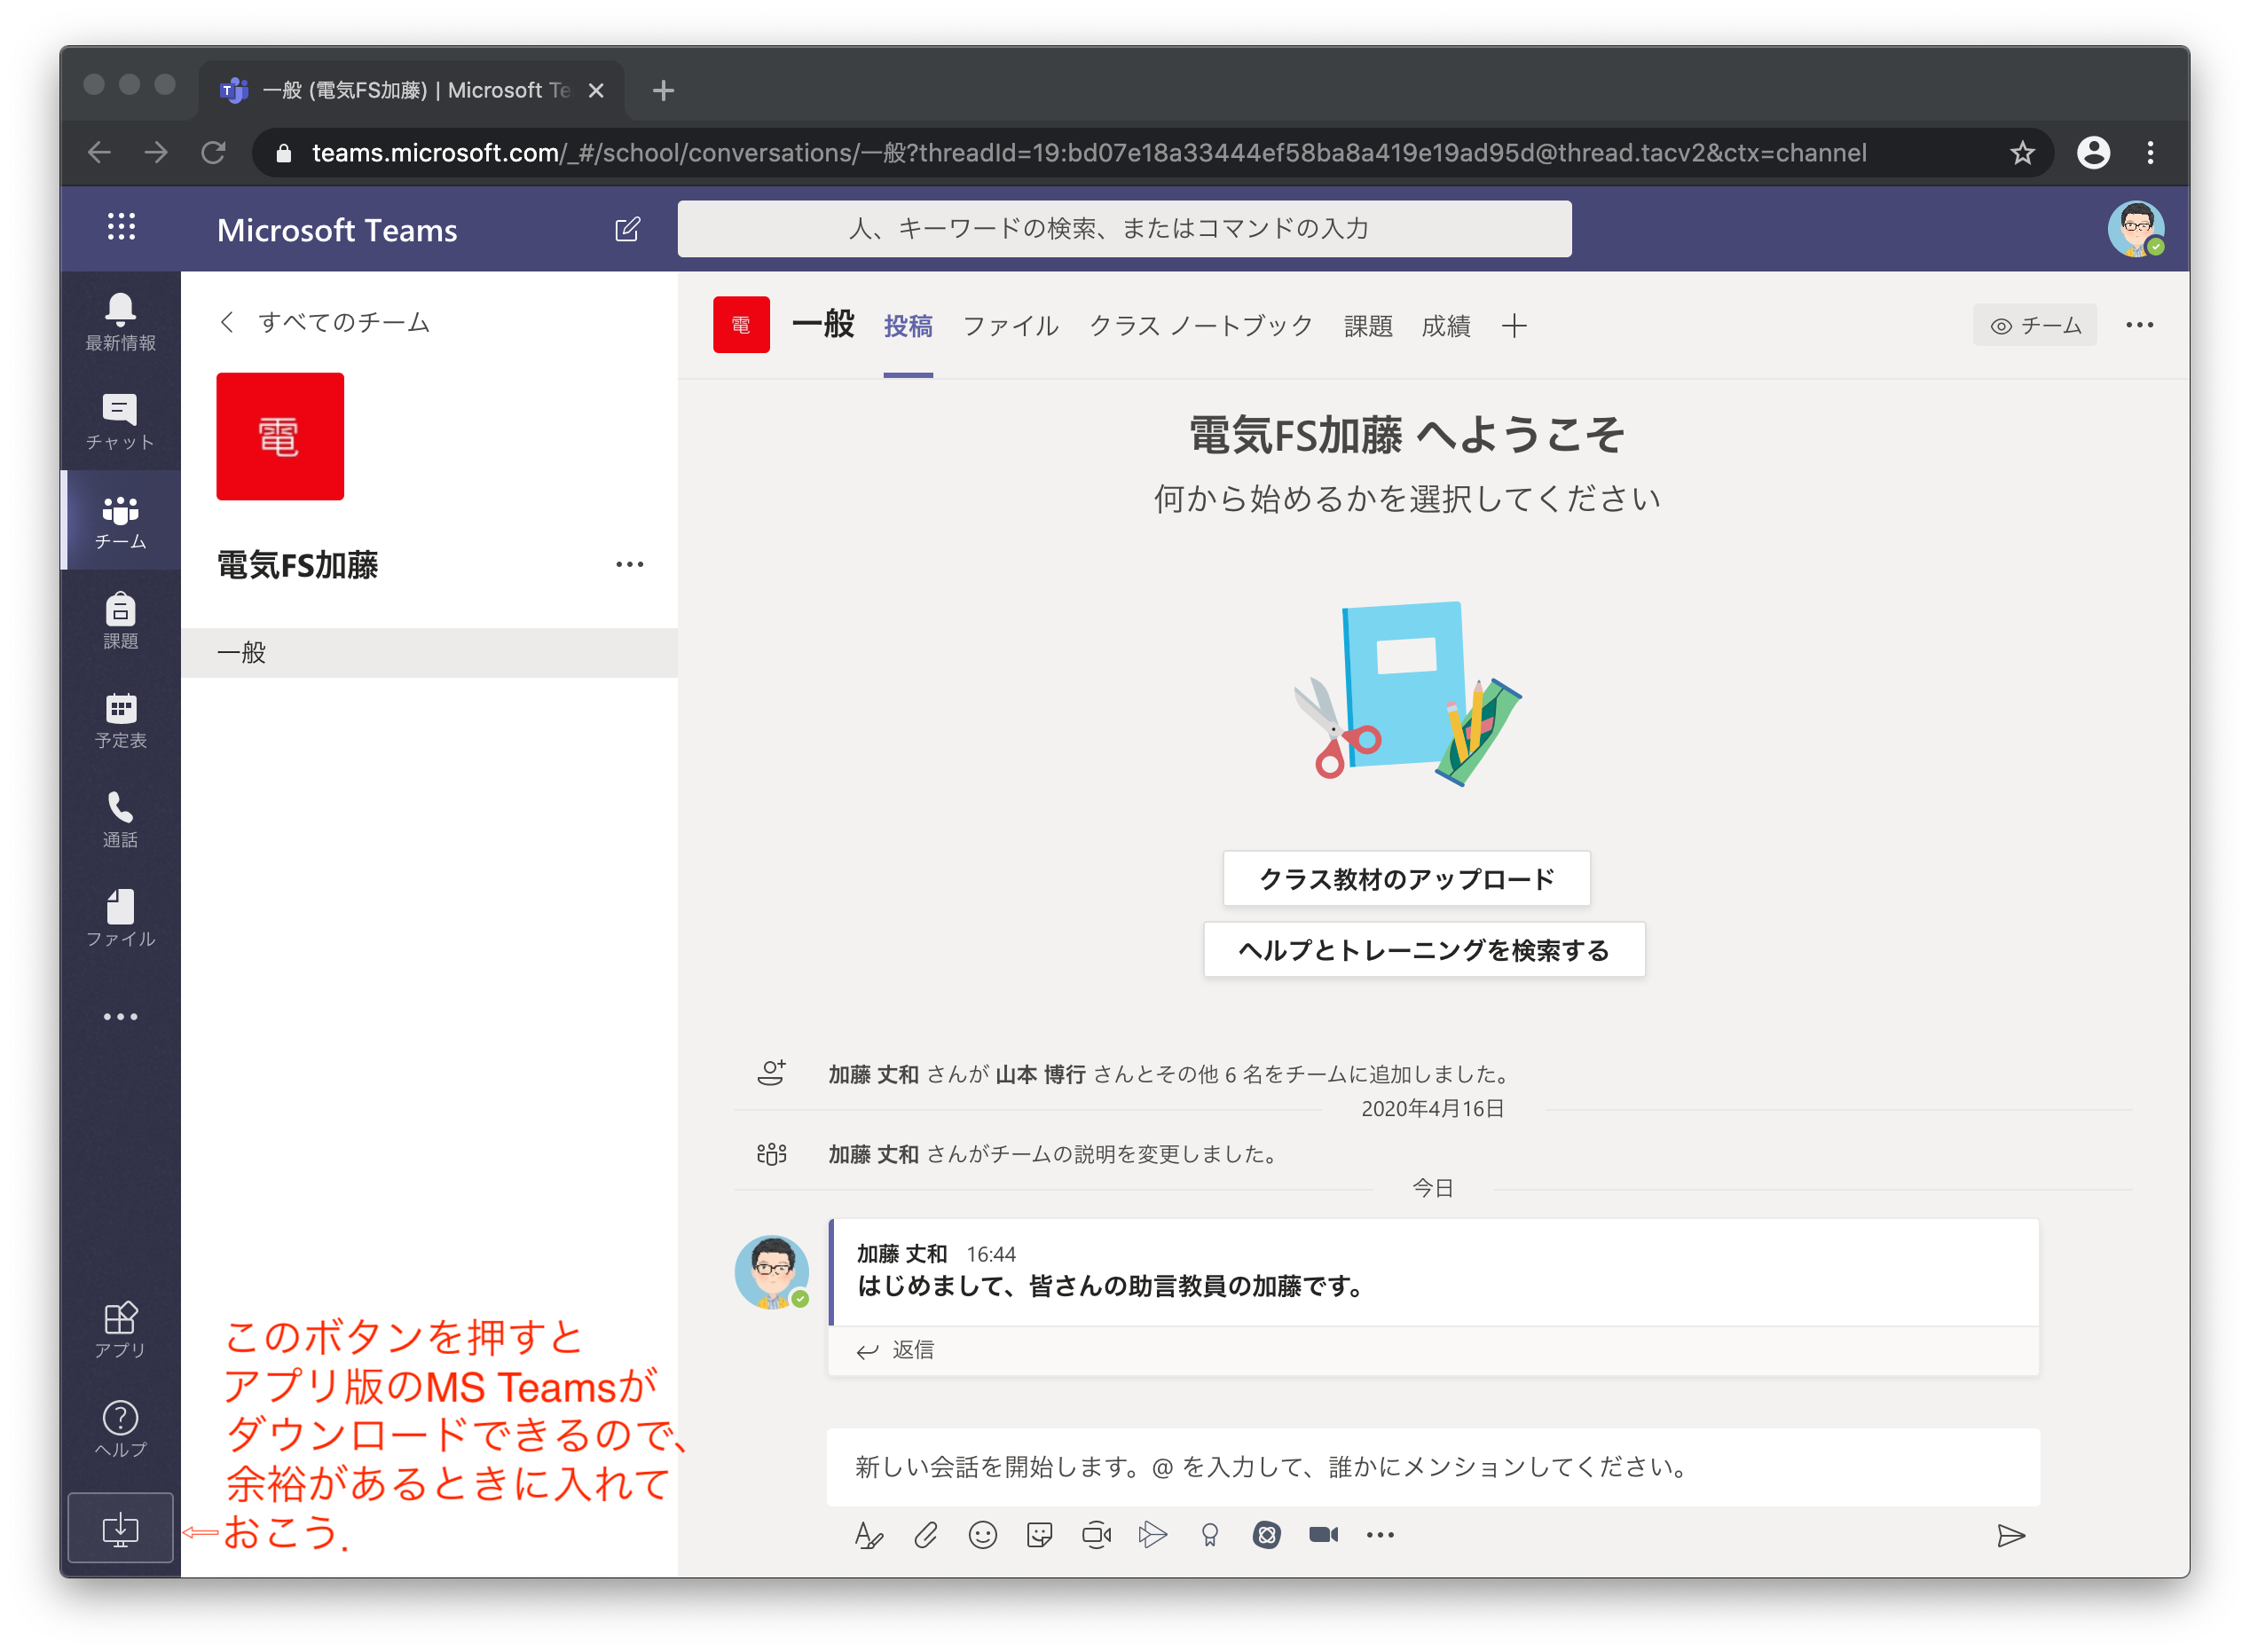 一般 (電気FS加藤) | Microsoft Te
teams.microsoft.com/_#/school/conversations/一般?threadId=19:bd07e18a33444ef58ba8a419e19ad95d@thread.tacv2&ctx=channel
Microsoft Teams
人、キーワードの検索、またはコマンドの入力
最新情報
チャット
チーム
課題
予定表
通話
ファイル
アプリ
ヘルプ
すべてのチーム
電
電気FS加藤
一般
このボタンを押すと
アプリ版のMS Teamsが
ダウンロードできるので、
余裕があるときに入れて
おこう.
電
一般 投稿 ファイル クラス ノートブック 課題 成績
チーム
電気FS加藤 へようこそ
何から始めるかを選択してください
クラス教材のアップロード
ヘルプとトレーニングを検索する
加藤 丈和 さんが 山本 博行 さんとその他 6 名をチームに追加しました。
2020年4月16日
加藤 丈和 さんがチームの説明を変更しました。
今日
加藤 丈和 16:44
はじめまして、皆さんの助言教員の加藤です。
返信
新しい会話を開始します。@ を入力して、誰かにメンションしてください。